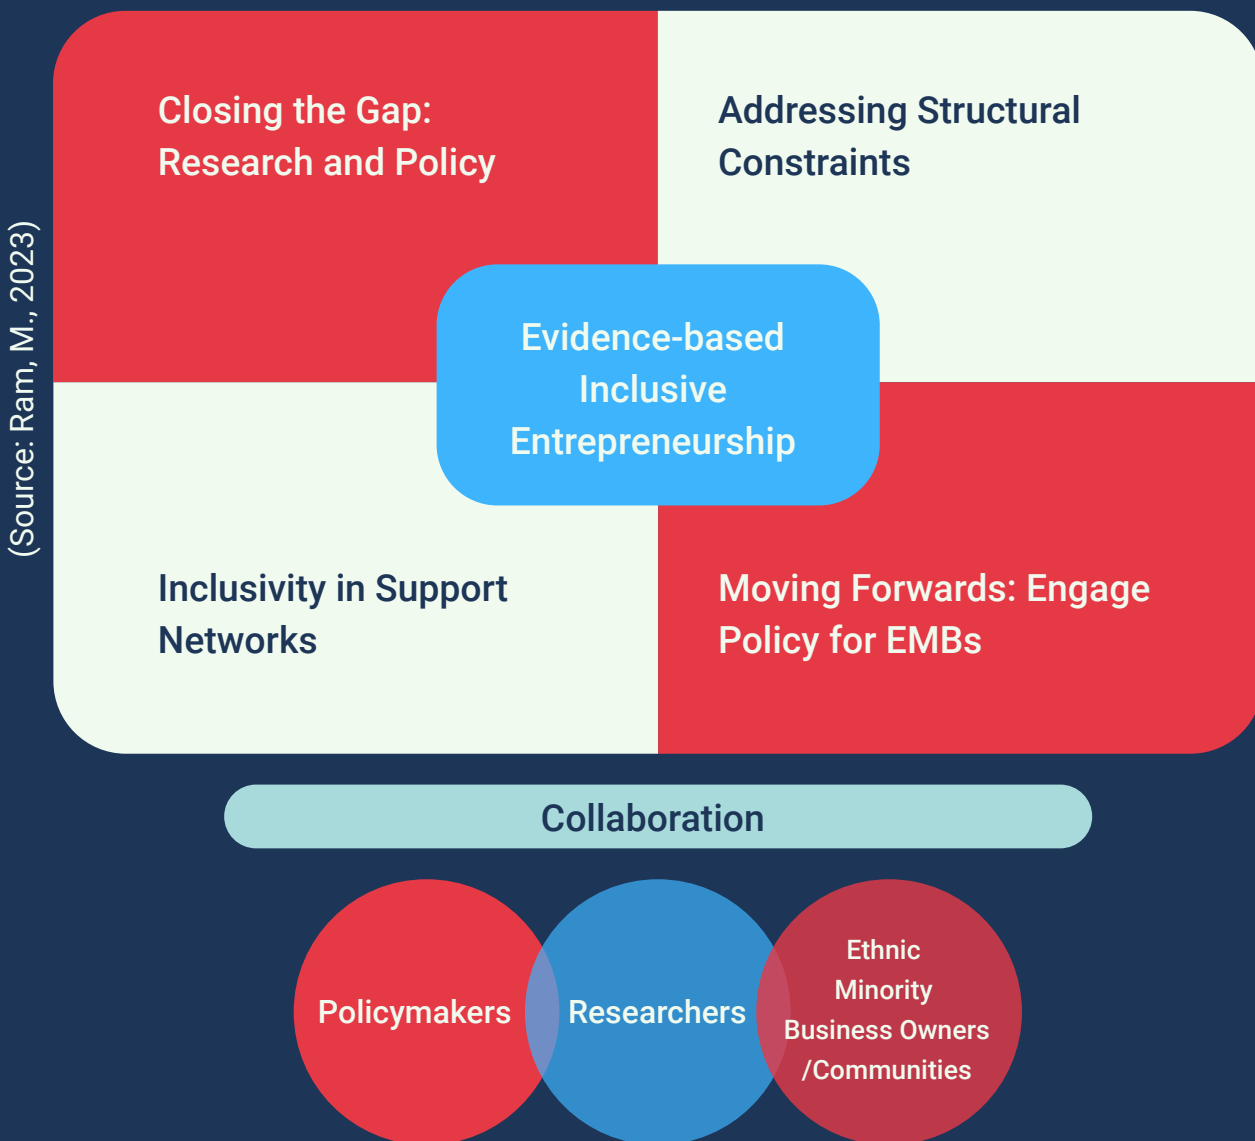 Closing the Gap:
Research and Policy
Addressing Structural
Constraints
(Source: Ram, M., 2023)
Evidence-based
Inclusive
Entrepreneurship
Inclusivity in Support
Networks
Moving Forwards: Engage
Policy for EMBs
Collaboration
Policymakers
Researchers
Ethnic
Minority
Business Owners
/Communities